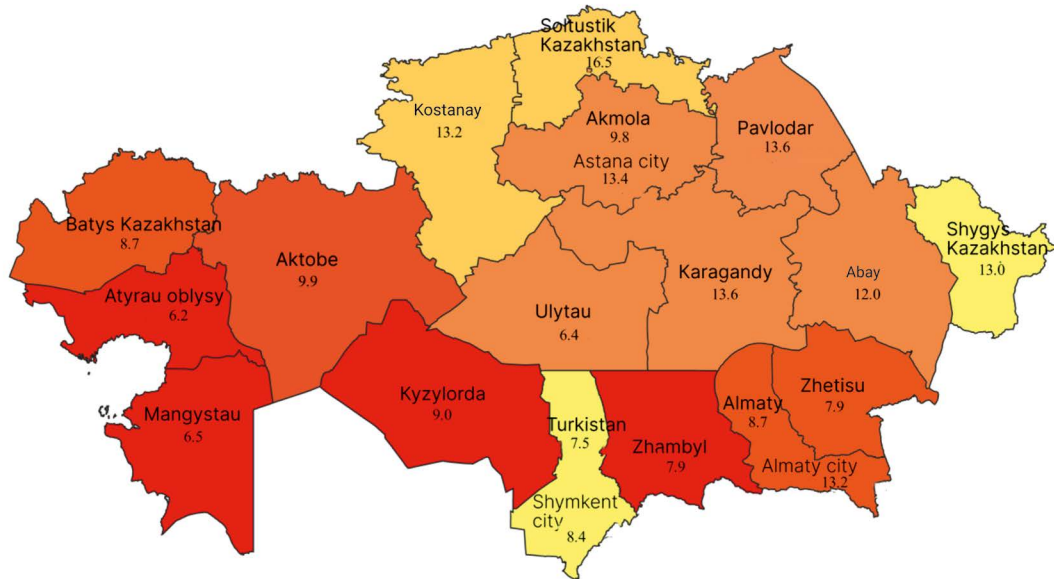 Soltustik
Kazakhstan
16.5
Kostanay
13.2
Akmola
9.8
Astana city
13.4
Pavlodar
13.6
Batys Kazakhstan
8.7
Aktobe
9.9
Shygys
Kazakhstan
13.0
Atyrau oblysy
6.2
Ulytau
6.4
Karagandy
13.6
Abay
12.0
Mangystau
6.5
Kyzylorda
9.0
Turkistan
7.5
Zhambyl
7.9
Almaty
8.7
Zhetisu
7.9
Almaty city
13.2
Shymkent
city
8.4